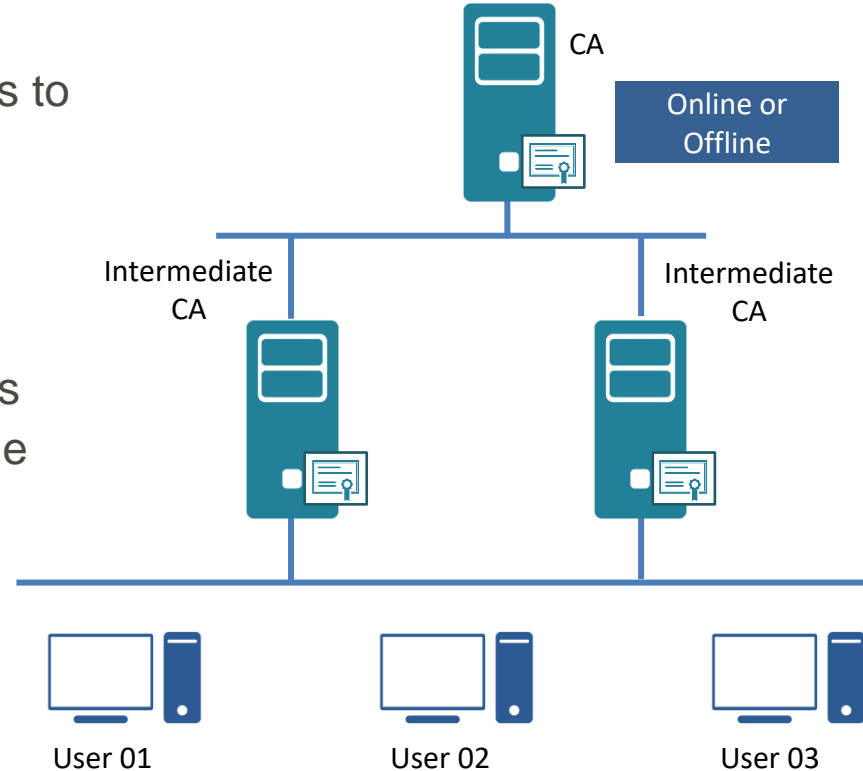 CA
s to
Online or
Offline
Intermediate
CA
Intermediate
CA
s
e
User 01
User 02
User 03